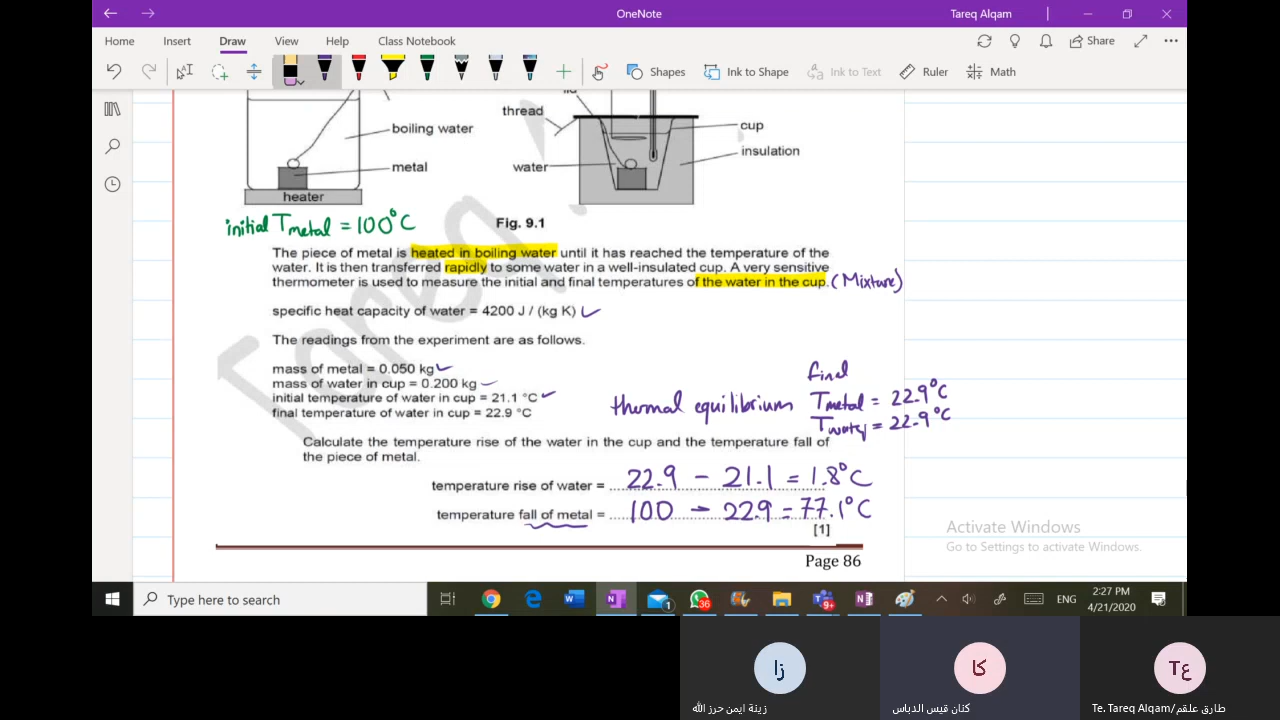 OneNote
Tareq Alqam
Home Insert Draw View Help Class Notebook
Share
Shapes Ink to Shape Ink to Text Ruler Math
thread
boiling water
cup
insulation
metal
water
heater
initial Tmetal = 100°C
Fig. 9.1
The piece of metal is heated in boiling water until it has reached the temperature of the
water. It is then transferred rapidly to some water in a well-insulated cup. A very sensitive
thermometer is used to measure the initial and final temperatures of the water in the cup. (Mixture)
specific heat capacity of water = 4200 J / (kg K)
The readings from the experiment are as follows.
mass of metal = 0.050 kg
mass of water in cup = 0.200 kg
initial temperature of water in cup = 21.1 °C
final temperature of water in cup = 22.9 °C
final
thermal equilibrium Tmetal = 22.9°C
Twater = 22.9°C
Calculate the temperature rise of the water in the cup and the temperature fall of
the piece of metal.
temperature rise of water = 22.9 - 21.1 = 1.8°C
temperature fall of metal = 100 - 22.9 = 77.1°C
[1]
Page 86
Activate Windows
Go to Settings to activate Windows.
Type here to search
1
36
9+
ENG
2:27 PM
4/21/2020
زا
كا
Tع
زينة ايمن حرز الله
كنان قيس الدباس
Te. Tareq Alqam/طارق علقم